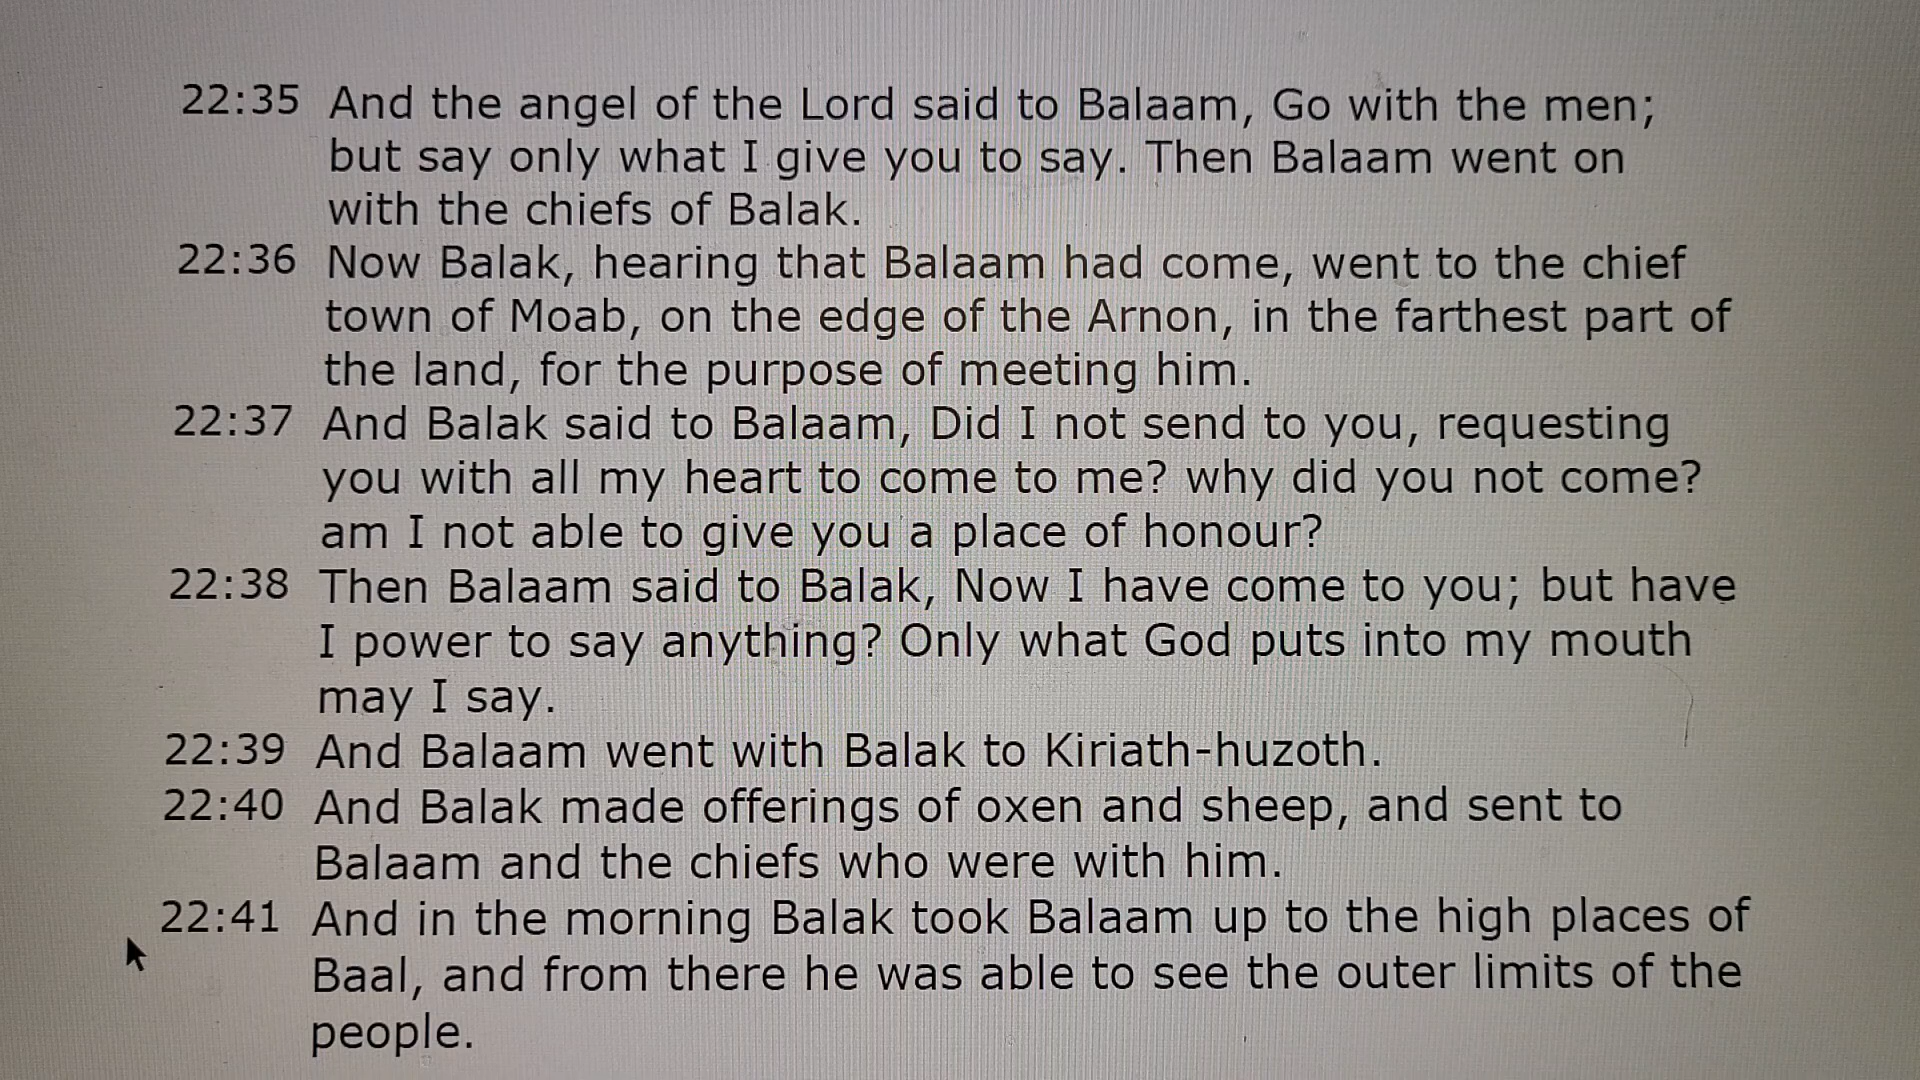 22:35 And the angel of the Lord said to Balaam, Go with the men;
but say only what I give you to say. Then Balaam went on
with the chiefs of Balak.
22:36 Now Balak, hearing that Balaam had come, went to the chief
town of Moab, on the edge of the Arnon, in the farthest part of
the land, for the purpose of meeting him.
22:37 And Balak said to Balaam, Did I not send to you, requesting
you with all my heart to come to me? why did you not come?
am I not able to give you a place of honour?
22:38 Then Balaam said to Balak, Now I have come to you; but have
I power to say anything? Only what God puts into my mouth
may I say.
22:39 And Balaam went with Balak to Kiriath-huzoth.
22:40 And Balak made offerings of oxen and sheep, and sent to
Balaam and the chiefs who were with him.
22:41 And in the morning Balak took Balaam up to the high places of
Baal, and from there he was able to see the outer limits of the
people.